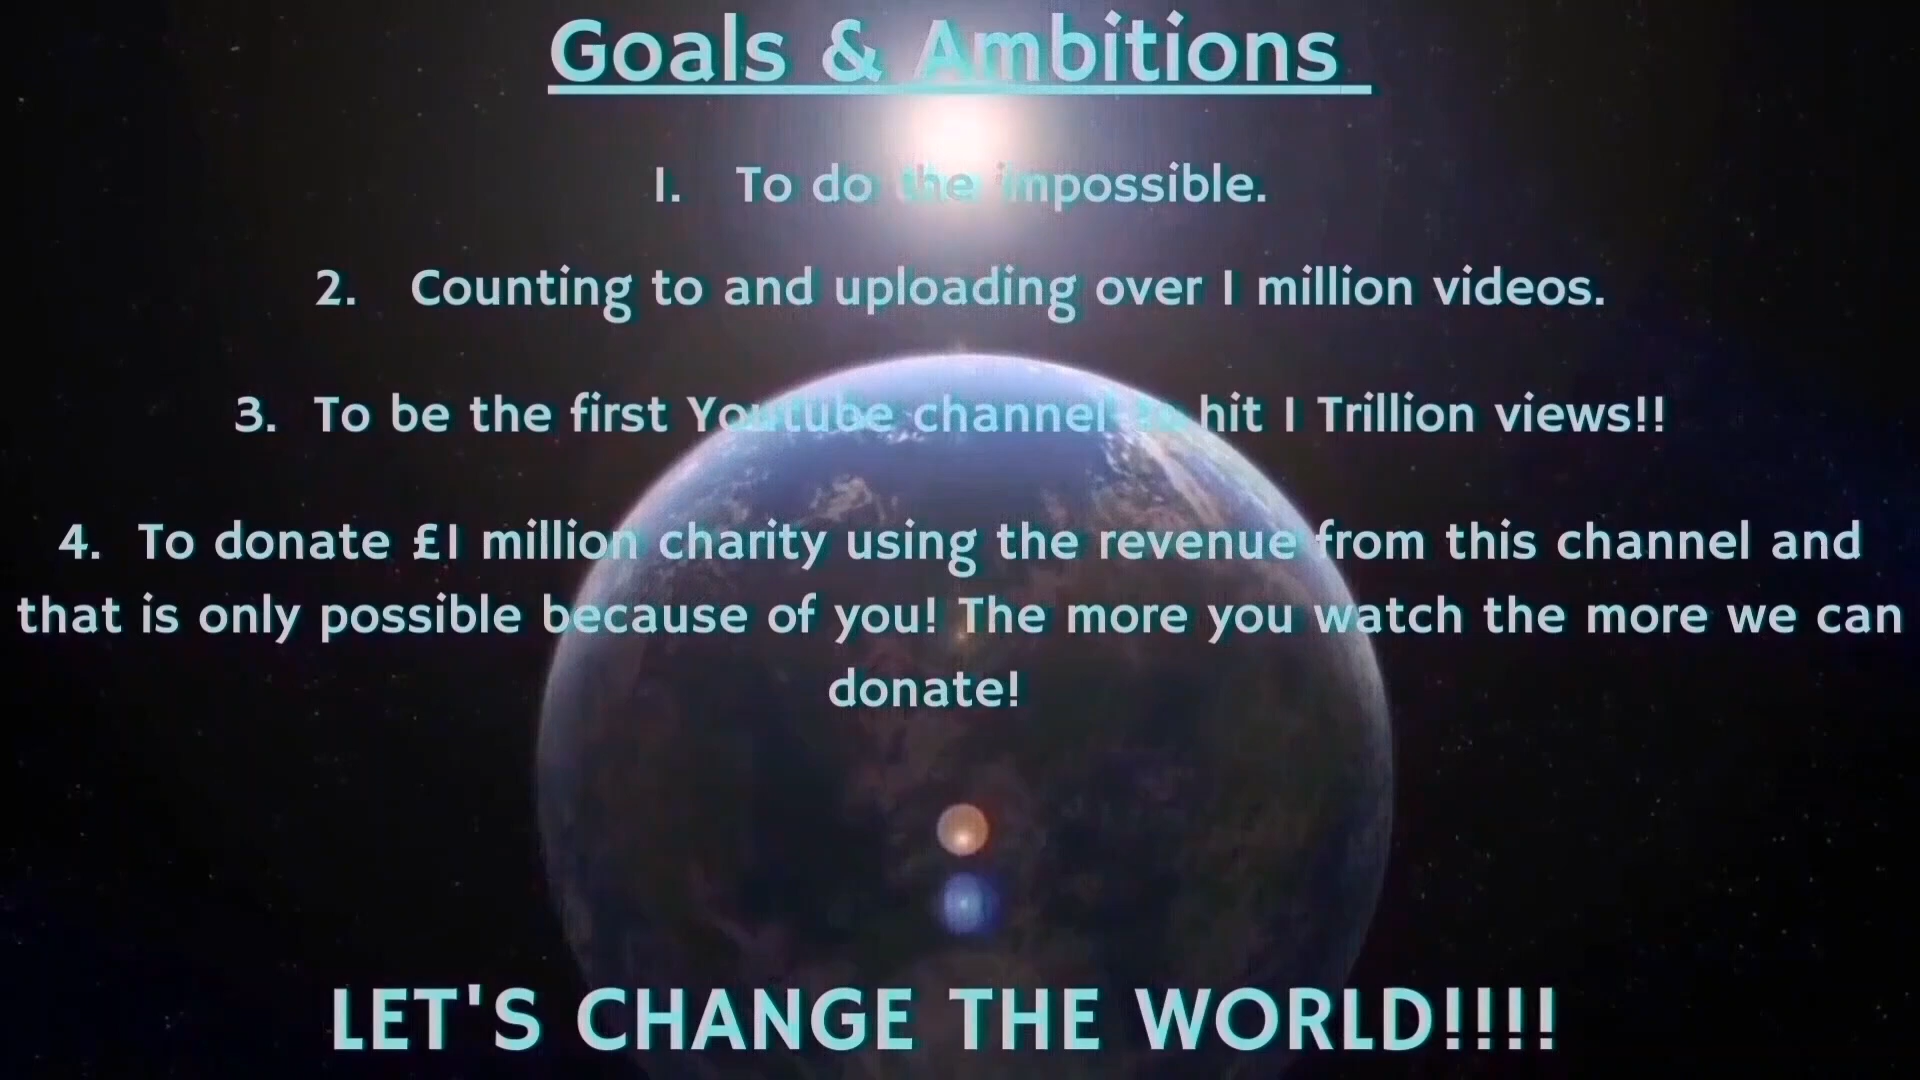 Goals & Ambitions
1. To do the impossible.
2. Counting to and uploading over 1 million videos.
3. To be the first Youtube channel to hit 1 Trillion views!!
4. To donate £1 million charity using the revenue from this channel and
that is only possible because of you! The more you watch the more we can
donate!
LET'S CHANGE THE WORLD!!!!